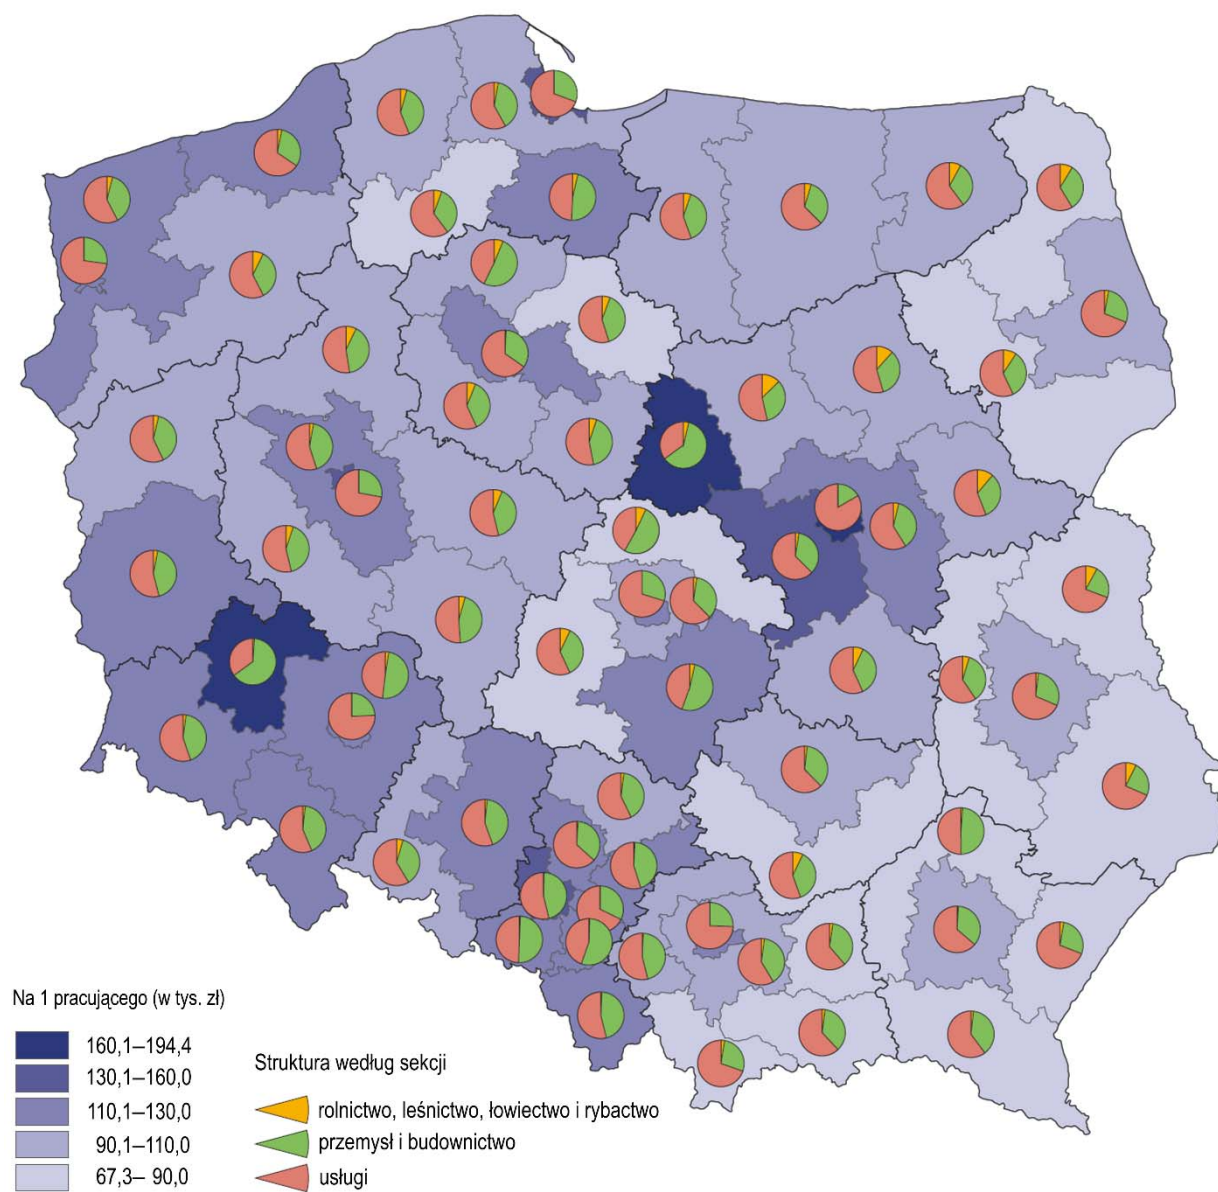 Na 1 pracującego (w tys. zł)
160,1–194,4
130,1–160,0
110,1–130,0
90,1–110,0
67,3– 90,0
Struktura według sekcji
rolnictwo, leśnictwo, łowiectwo i rybactwo
przemysł i budownictwo
usługi